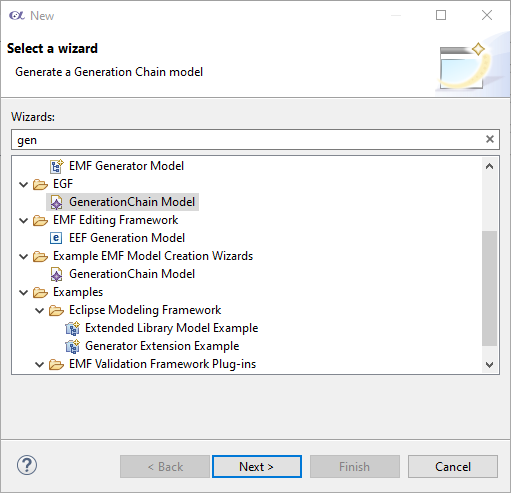 New
Select a wizard
Generate a Generation Chain model
Wizards:
gen
EMF Generator Model
EGF
GenerationChain Model
EMF Editing Framework
EEF Generation Model
Example EMF Model Creation Wizards
GenerationChain Model
Examples
Eclipse Modeling Framework
Extended Library Model Example
Generator Extension Example
EMF Validation Framework Plug-ins
< Back
Next >
Finish
Cancel